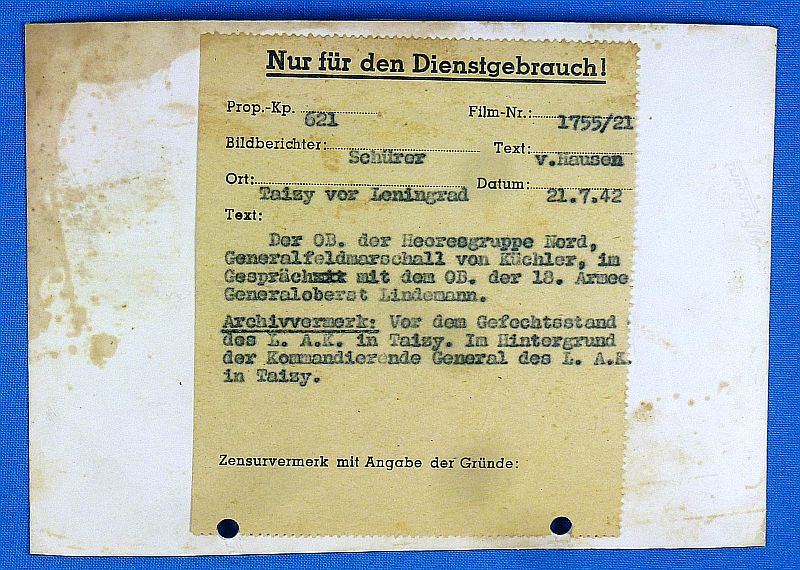 Nur für den Dienstgebrauch!
Prop.-Kp. 621 Film-Nr.: 1755/21
Bildberichter: Schürer Text: v.Hausen
Ort: Taizy vor Leningrad Datum: 21.7.42
Text:
Der OB. der Heeresgruppe Nord,
Generalfeldmarschall von Küchler, im
Gespräch mit dem OB. der 18. Armee
Generaloberst Lindemann.
Archivvermerk: Vor dem Gefechtsstand
des L. A.K. in Taizy. Im Hintergrund
der Kommandierende General des L. A.K.
in Taizy.
Zensurvermerk mit Angabe der Gründe: